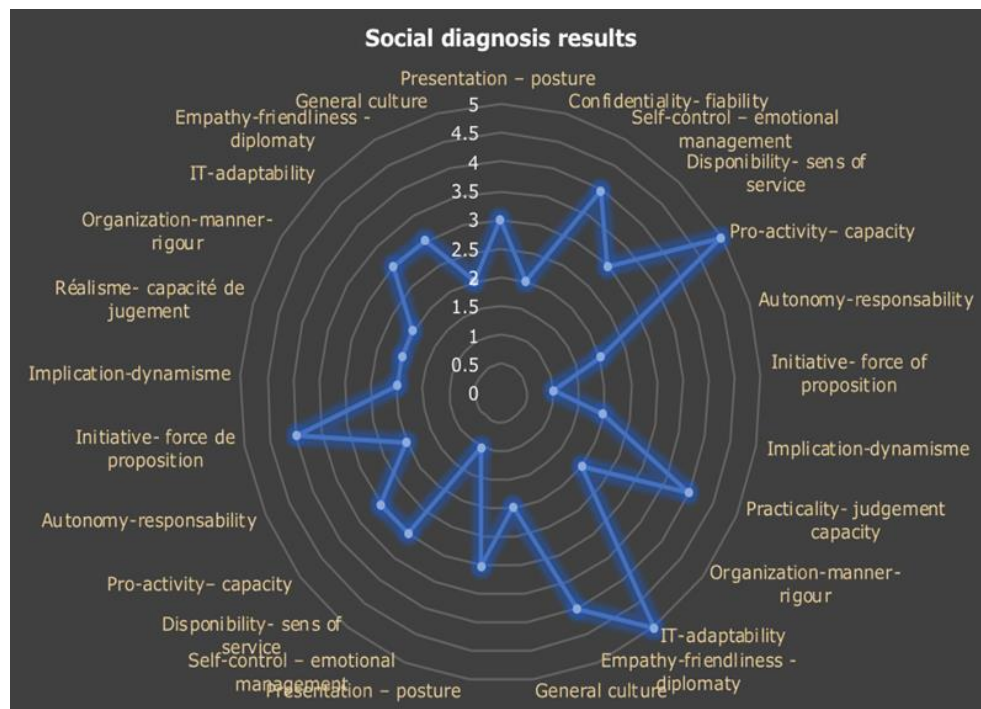 Social diagnosis results
Presentation – posture
General culture
Confidentiality- fiability
Empathy-friendliness -
diplomaty
Self-control – emotional
management
IT-adaptability
Disponibility- sens of
service
Organization-manner-
rigour
Pro-activity– capacity
Réalisme- capacité de
jugement
Autonomy-responsability
Implication-dynamisme
Initiative- force of
proposition
Initiative- force de
proposition
Implication-dynamisme
Autonomy-responsability
Practicality- judgement
capacity
Pro-activity– capacity
Organization-manner-
rigour
Disponibility- sens of
service
IT-adaptability
Self-control – emotional
management
Empathy-friendliness -
diplomaty
Presentation – posture
General culture
5
4.5
4
3.5
3
2.5
2
1.5
1
0.5
0